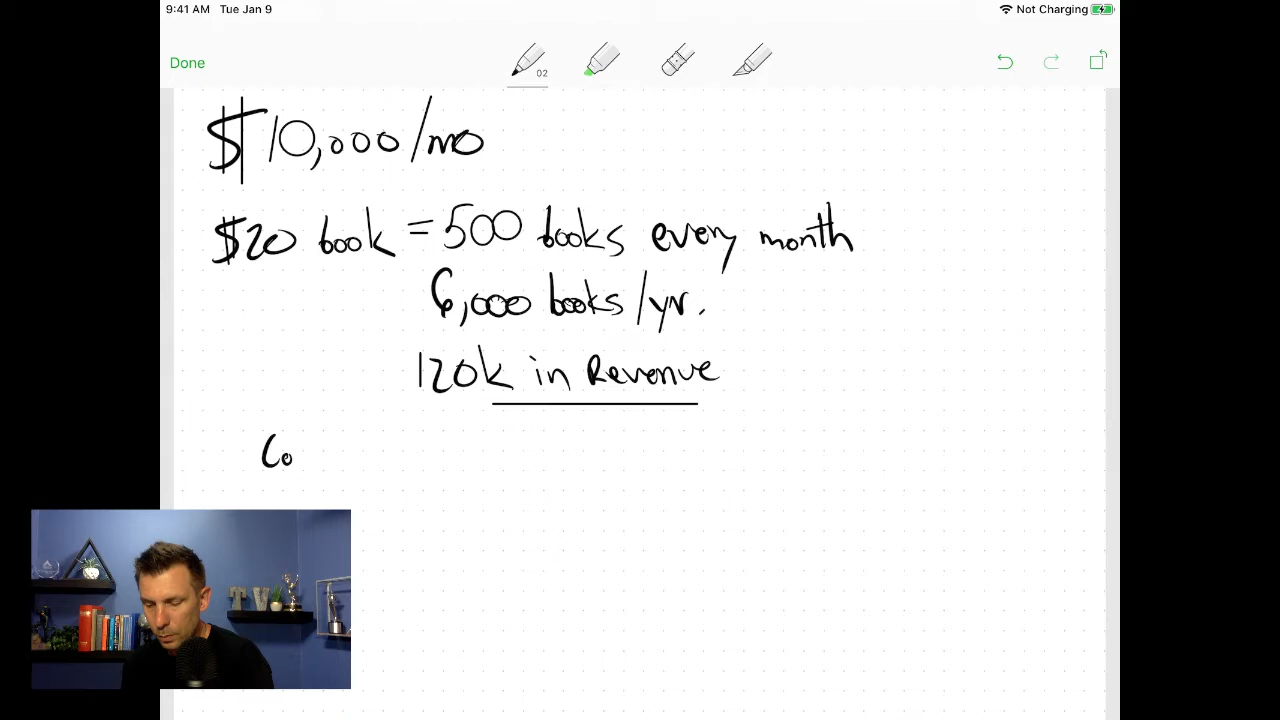 9:41 AM Tue Jan 9
Not Charging
Done
02
$10,000/mo
$20 book = 500 books every month
6,000 books/yr.
120k in Revenue
Co
TV